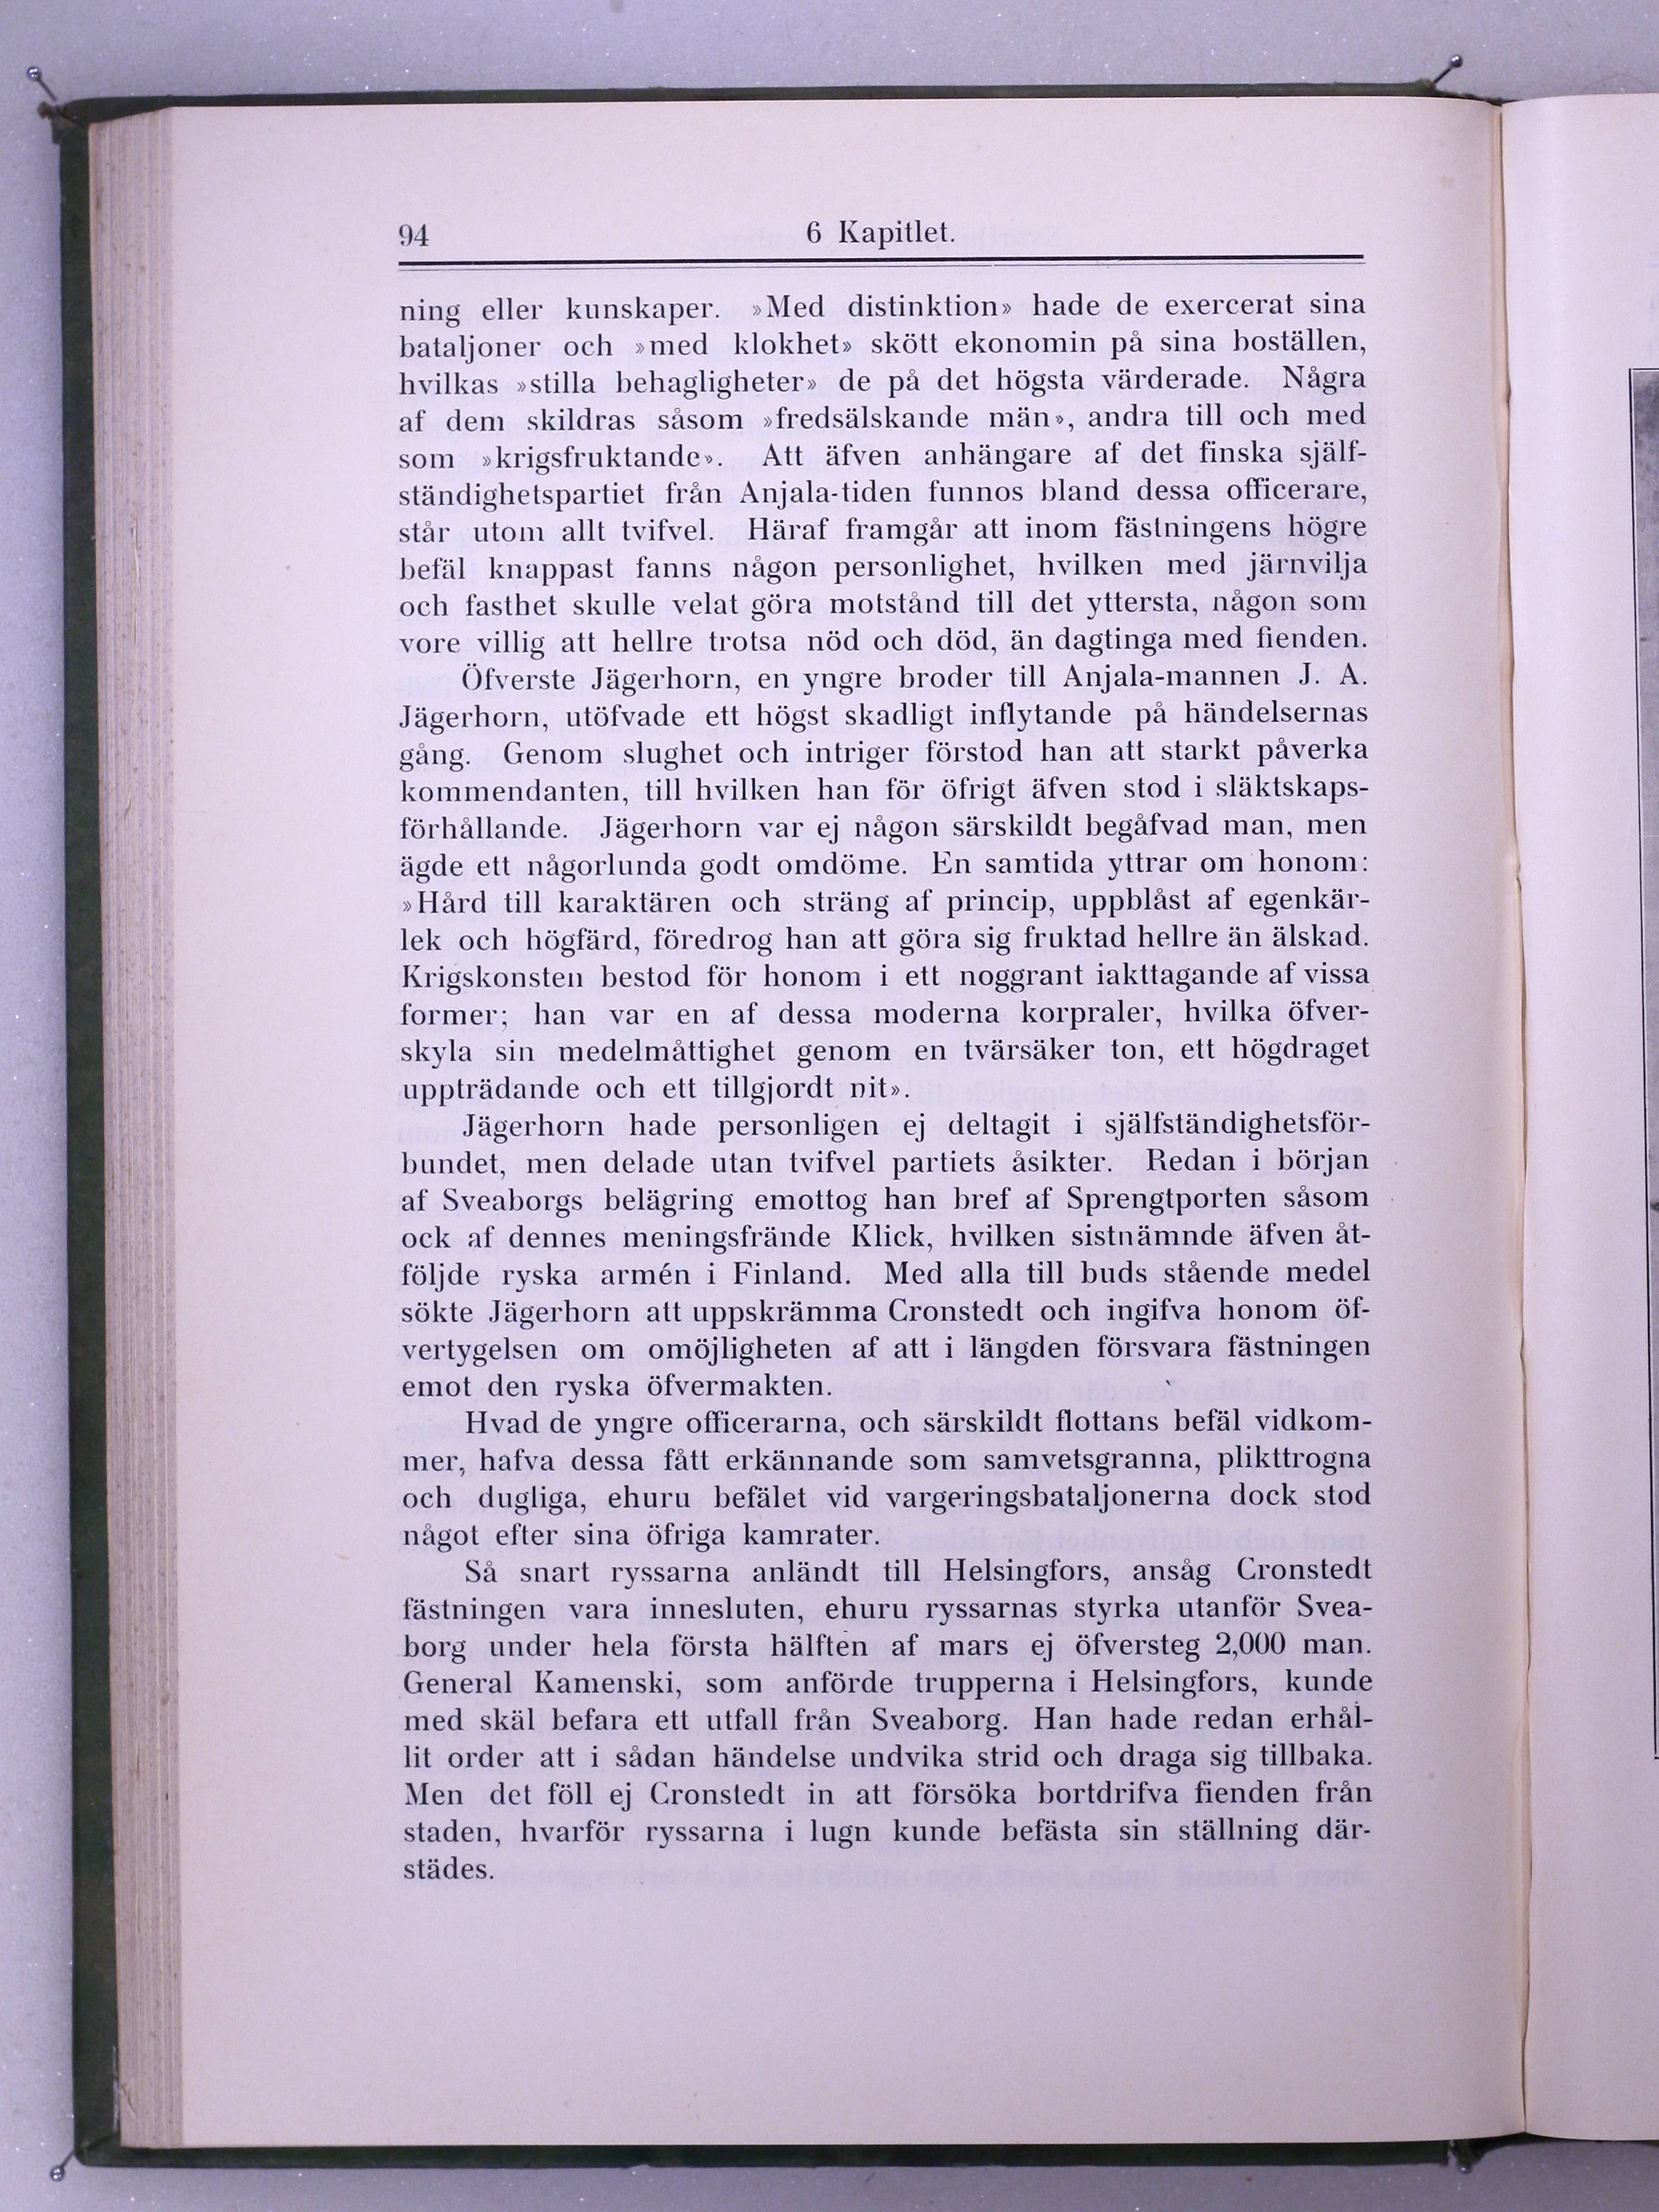 94
6 Kapitlet.
ning eller kunskaper. »Med distinktion» hade de exercerat sina
bataljoner och »med klokhet» skött ekonomin på sina boställen,
hvilkas »stilla behagligheter» de på det högsta värderade. Några
af dem skildras såsom »fredsälskande män», andra till och med
som »krigsfruktande». Att äfven anhängare af det finska själf-
ständighetspartiet från Anjala-tiden funnos bland dessa officerare,
står utom allt tvifvel. Häraf framgår att inom fästningens högre
befäl knappast fanns någon personlighet, hvilken med järnvilja
och fasthet skulle velat göra motstånd till det yttersta, någon som
vore villig att hellre trotsa nöd och död, än dagtinga med fienden.
Öfverste Jägerhorn, en yngre broder till Anjala-mannen J. A.
Jägerhorn, utöfvade ett högst skadligt inflytande på händelsernas
gång. Genom slughet och intriger förstod han att starkt påverka
kommendanten, till hvilken han för öfrigt äfven stod i släktskaps-
förhållande. Jägerhorn var ej någon särskildt begåfvad man, men
ägde ett någorlunda godt omdöme. En samtida yttrar om honom:
»Hård till karaktären och sträng af princip, uppblåst af egenkär-
lek och högfärd, föredrog han att göra sig fruktad hellre än älskad.
Krigskonsten bestod för honom i ett noggrant iakttagande af vissa
former; han var en af dessa moderna korpraler, hvilka öfver-
skyla sin medelmåttighet genom en tvärsäker ton, ett högdraget
uppträdande och ett tillgjordt nit».
Jägerhorn hade personligen ej deltagit i själfständighetsför-
bundet, men delade utan tvifvel partiets åsikter. Redan i början
af Sveaborgs belägring emottog han bref af Sprengtporten såsom
ock af dennes meningsfrände Klick, hvilken sistnämnde äfven åt-
följde ryska armén i Finland. Med alla till buds stående medel
sökte Jägerhorn att uppskrämma Cronstedt och ingifva honom öf-
vertygelsen om omöjligheten af att i längden försvara fästningen
emot den ryska öfvermakten.
Hvad de yngre officerarna, och särskildt flottans befäl vidkom-
mer, hafva dessa fått erkännande som samvetsgranna, plikttrogna
och dugliga, ehuru befälet vid vargeringsbataljonerna dock stod
något efter sina öfriga kamrater.
Så snart ryssarna anländt till Helsingfors, ansåg Cronstedt
fästningen vara innesluten, ehuru ryssarnas styrka utanför Svea-
borg under hela första hälften af mars ej öfversteg 2,000 man.
General Kamenski, som anförde trupperna i Helsingfors, kunde
med skäl befara ett utfall från Sveaborg. Han hade redan erhål-
lit order att i sådan händelse undvika strid och draga sig tillbaka.
Men det föll ej Cronstedt in att försöka bortdrifva fienden från
staden, hvarför ryssarna i lugn kunde befästa sin ställning där-
städes.